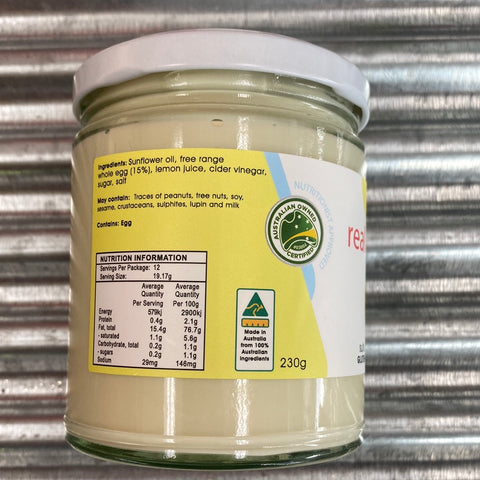 Ingredients: Sunflower oil, free range
whole egg (15%), lemon juice, cider vinegar,
sugar, salt
May contain: Traces of peanuts, tree nuts, soy,
sesame, crustaceans, sulphites, lupin and milk
Contains: Egg
NUTRITION INFORMATION
Servings Per Package: 12
Serving Size: 19.17g
Average Average
Quantity Quantity
Per Serving Per 100g
Energy 579kj 2900kj
Protein 0.4g 2.1g
Fat, total 15.4g 76.7g
- saturated 1.1g 5.6g
Carbohydrate, total 0.2g 1.1g
- sugars 0.2g 1.1g
Sodium 29mg 146mg
Made in
Australia
from 100%
Australian
ingredients
230g
AUSTRALIAN OWNED
CERTIFIED
NUTRITIONIST APPROVED
rea